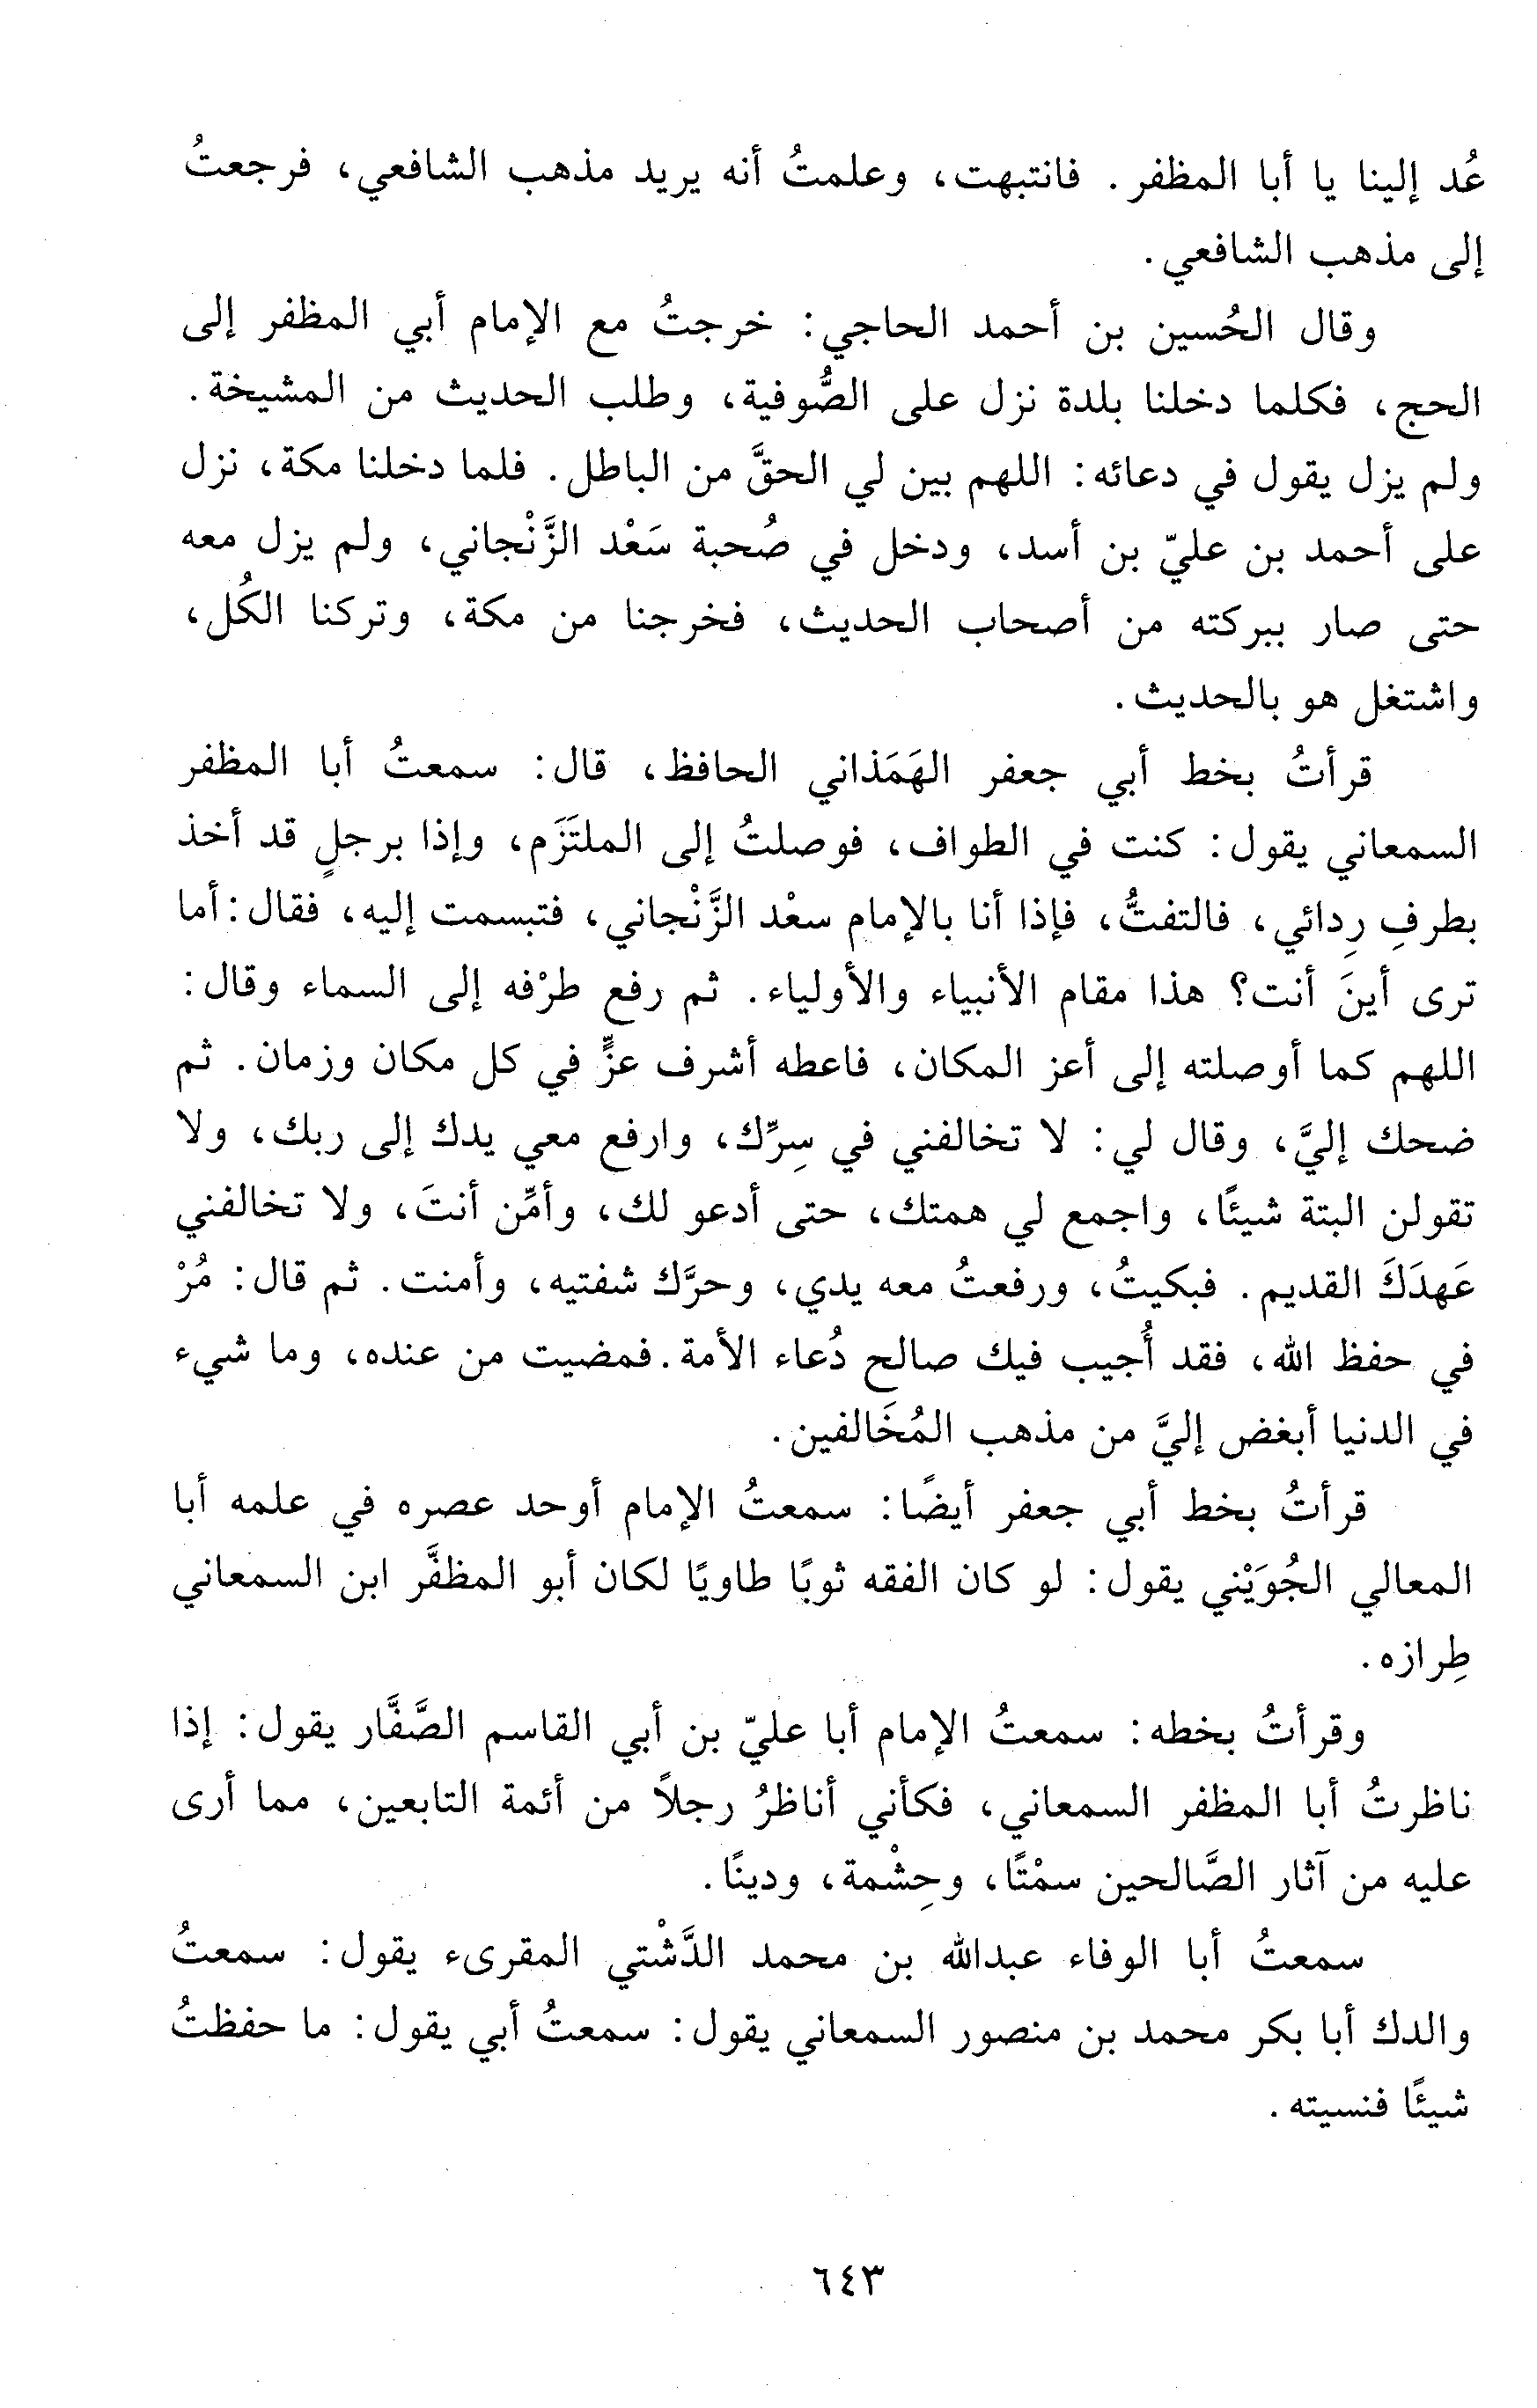 عُد إلينا يا أبا المظفر. فانتبهت، وعلمتُ أنه يريد مذهب الشافعي، فرجعتُ
إلى مذهب الشافعي.
وقال الحُسين بن أحمد الحاجي: خرجتُ مع الإمام أبي المظفر إلى
الحج، فكلما دخلنا بلدة نزل على الصُّوفية، وطلب الحديث من المشيخة.
ولم يزل يقول في دعائه: اللهم بين لي الحقَّ من الباطل. فلما دخلنا مكة، نزل
على أحمد بن عليّ بن أسد، ودخل في صُحبة سَعْد الزَّنْجاني، ولم يزل معه
حتى صار ببركته من أصحاب الحديث، فخرجنا من مكة، وتركنا الكُل،
واشتغل هو بالحديث.
قرأتُ بخط أبي جعفر الهَمَذاني الحافظ، قال: سمعتُ أبا المظفر
السمعاني يقول: كنت في الطواف، فوصلتُ إلى الملتَزَم، وإذا برجلٍ قد أخذ
بطرفِ رِدائي، فالتفتُّ، فإذا أنا بالإمام سعْد الزَّنْجاني، فتبسمت إليه، فقال: أما
ترى أينَ أنت؟ هذا مقام الأنبياء والأولياء. ثم رفع طرْفه إلى السماء وقال:
اللهم كما أوصلته إلى أعز المكان، فاعطه أشرف عزٍّ في كل مكان وزمان. ثم
ضحك إليَّ، وقال لي: لا تخالفني في سِرِّك، وارفع معي يدك إلى ربك، ولا
تقولن البتة شيئًا، واجمع لي همتك، حتى أدعو لك، وأمِّن أنتَ، ولا تخالفني
عَهدَكَ القديم. فبكيتُ، ورفعتُ معه يدي، وحرَّك شفتيه، وأمنت. ثم قال: مُرْ
في حفظ الله، فقد أُجيب فيك صالح دُعاء الأمة. فمضيت من عنده، وما شيء
في الدنيا أبغض إليَّ من مذهب المُخَالفين.
قرأتُ بخط أبي جعفر أيضًا: سمعتُ الإمام أوحد عصره في علمه أبا
المعالي الجُوَيْني يقول: لو كان الفقه ثوبًا طاويًا لكان أبو المظفَّر ابن السمعاني
طِرازه.
وقرأتُ بخطه: سمعتُ الإمام أبا عليّ بن أبي القاسم الصَّفَّار يقول: إذا
ناظرتُ أبا المظفر السمعاني، فكأني أناظرُ رجلاً من أئمة التابعين، مما أرى
عليه من آثار الصَّالحين سمْتًا، وحِشْمة، ودينًا.
سمعتُ أبا الوفاء عبدالله بن محمد الدَّشْتي المقرىء يقول: سمعتُ
والدك أبا بكر محمد بن منصور السمعاني يقول: سمعتُ أبي يقول: ما حفظتُ
شيئًا فنسيته.
٦٤٣